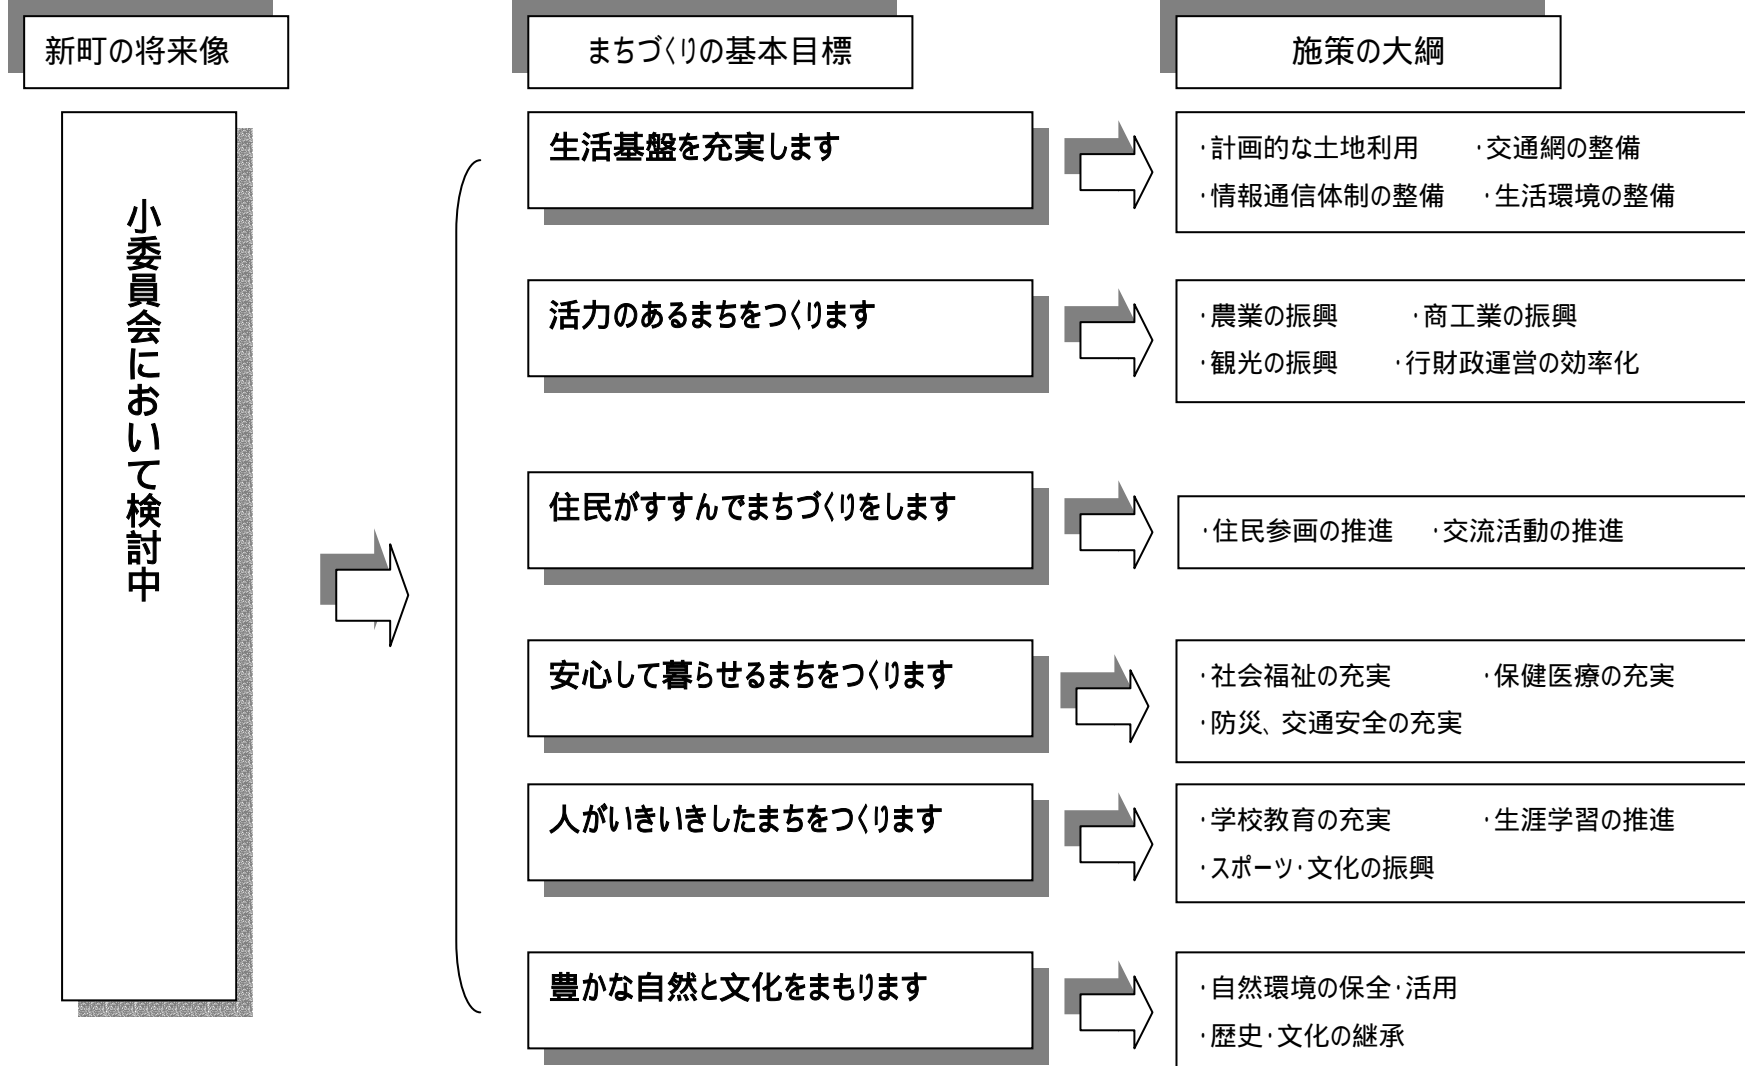 新町の将来像
まちづくりの基本目標
施策の大綱
小委員会において検討中
生活基盤を充実します
・計画的な土地利用　・交通網の整備
・情報通信体制の整備　・生活環境の整備
活力のあるまちをつくります
・農業の振興　・商工業の振興
・観光の振興　・行財政運営の効率化
住民がすすんでまちづくりをします
・住民参画の推進　・交流活動の推進
安心して暮らせるまちをつくります
・社会福祉の充実　・保健医療の充実
・防災、交通安全の充実
人がいきいきしたまちをつくります
・学校教育の充実　・生涯学習の推進
・スポーツ・文化の振興
豊かな自然と文化をまもります
・自然環境の保全・活用
・歴史・文化の継承